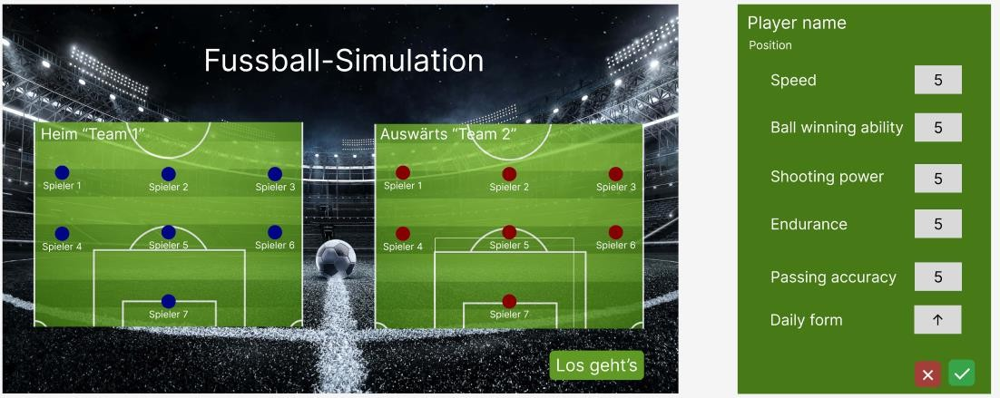 Fussball-Simulation
Heim “Team 1”
Spieler 1
Spieler 2
Spieler 3
Spieler 4
Spieler 5
Spieler 6
Spieler 7
Auswärts “Team 2”
Spieler 1
Spieler 2
Spieler 3
Spieler 4
Spieler 5
Spieler 6
Spieler 7
Los geht’s
Player name
Position
Speed 5
Ball winning ability 5
Shooting power 5
Endurance 5
Passing accuracy 5
Daily form ↑